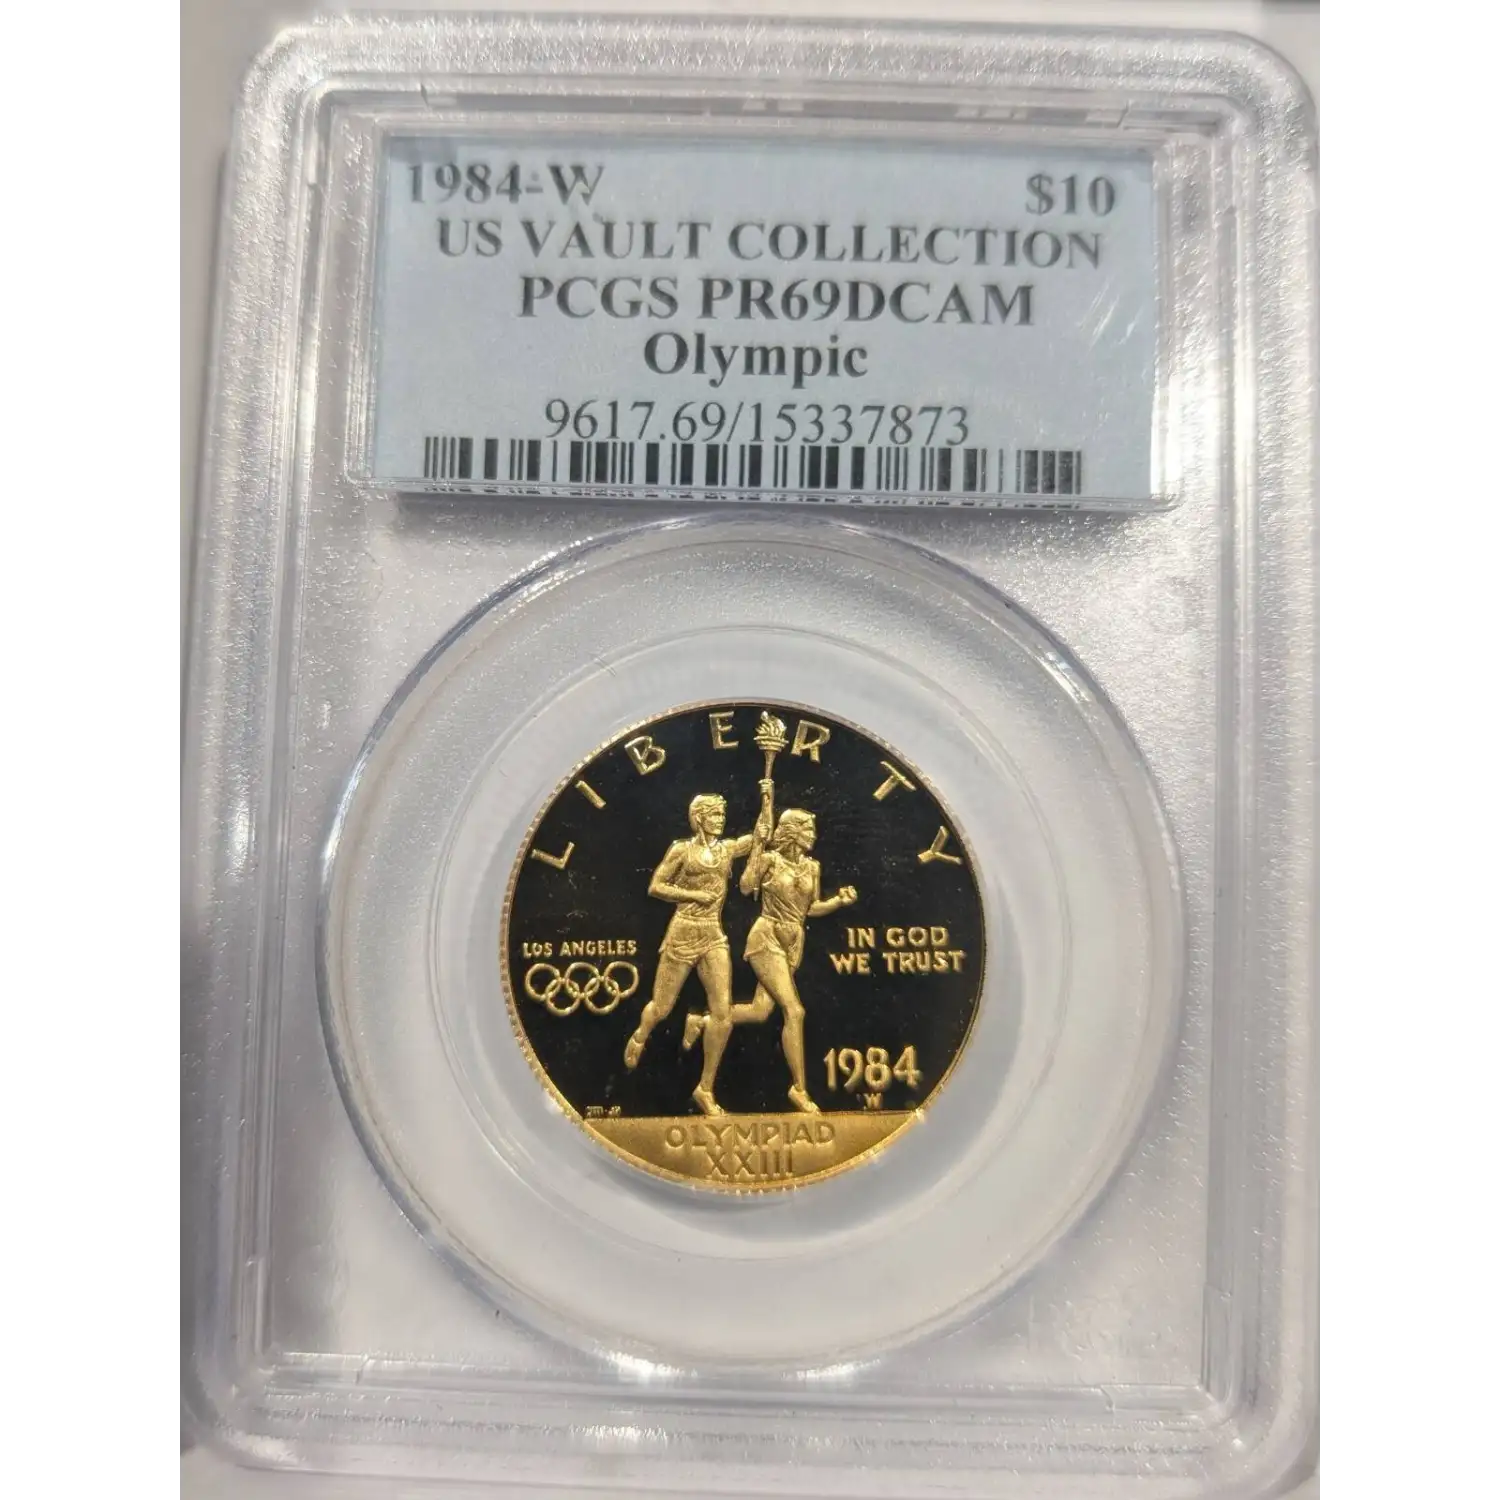 1984-W $10
US VAULT COLLECTION
PCGS PR69DCAM
Olympic
9617.69/15337873
LIBERTY
LOS ANGELES
IN GOD
WE TRUST
1984
W
OLYMPIAD
XXIII